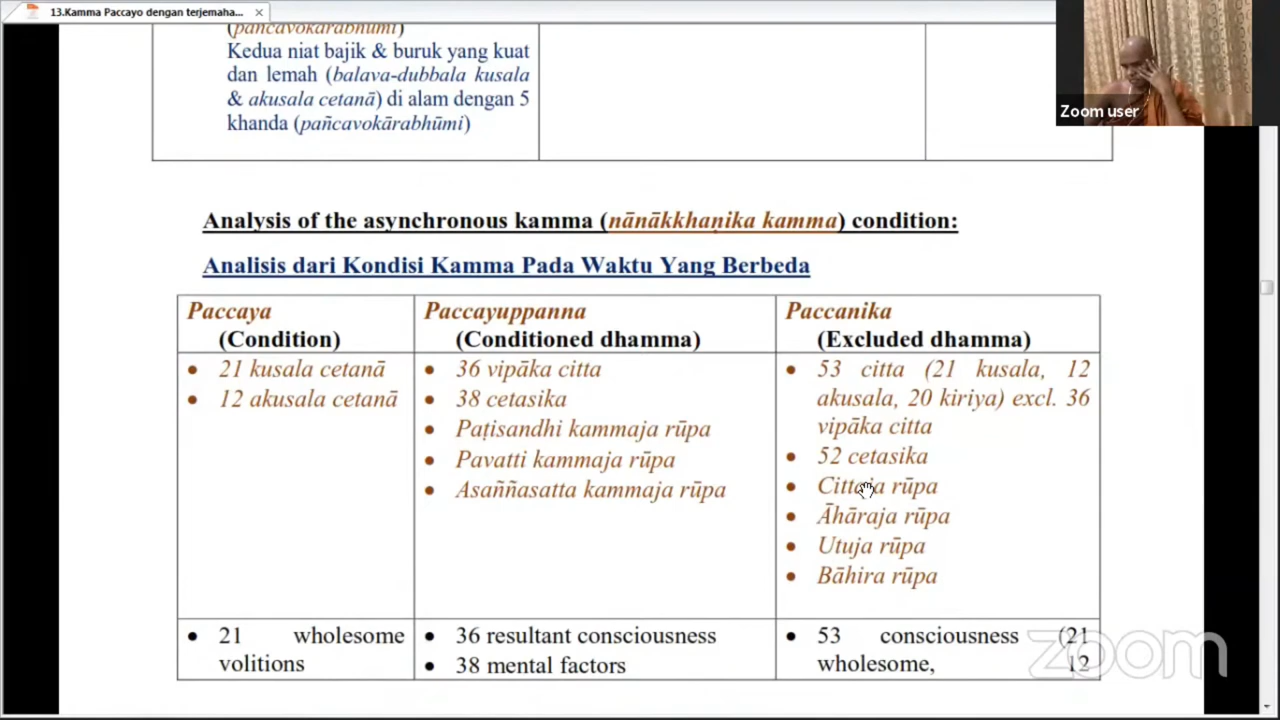 13.Kamma Paccayo dengan terjemaha...
(pañcavokārabhūmi)
Kedua niat bajik & buruk yang kuat
dan lemah (balava-dubbala kusala
& akusala cetanā) di alam dengan 5
khanda (pañcavokārabhūmi)
Zoom user
Analysis of the asynchronous kamma (nānākkhaṇika kamma) condition:
Analisis dari Kondisi Kamma Pada Waktu Yang Berbeda
Paccaya
(Condition)
• 21 kusala cetanā
• 12 akusala cetanā
Paccayuppanna
(Conditioned dhamma)
• 36 vipāka citta
• 38 cetasika
• Paṭisandhi kammaja rūpa
• Pavatti kammaja rūpa
• Asaññasatta kammaja rūpa
Paccanika
(Excluded dhamma)
• 53 citta (21 kusala, 12
akusala, 20 kiriya) excl. 36
vipāka citta
• 52 cetasika
• Cittaja rūpa
• Āhāraja rūpa
• Utuja rūpa
• Bāhira rūpa
• 21 wholesome
volitions
• 36 resultant consciousness
• 38 mental factors
• 53 consciousness (21
wholesome, 12
zoom